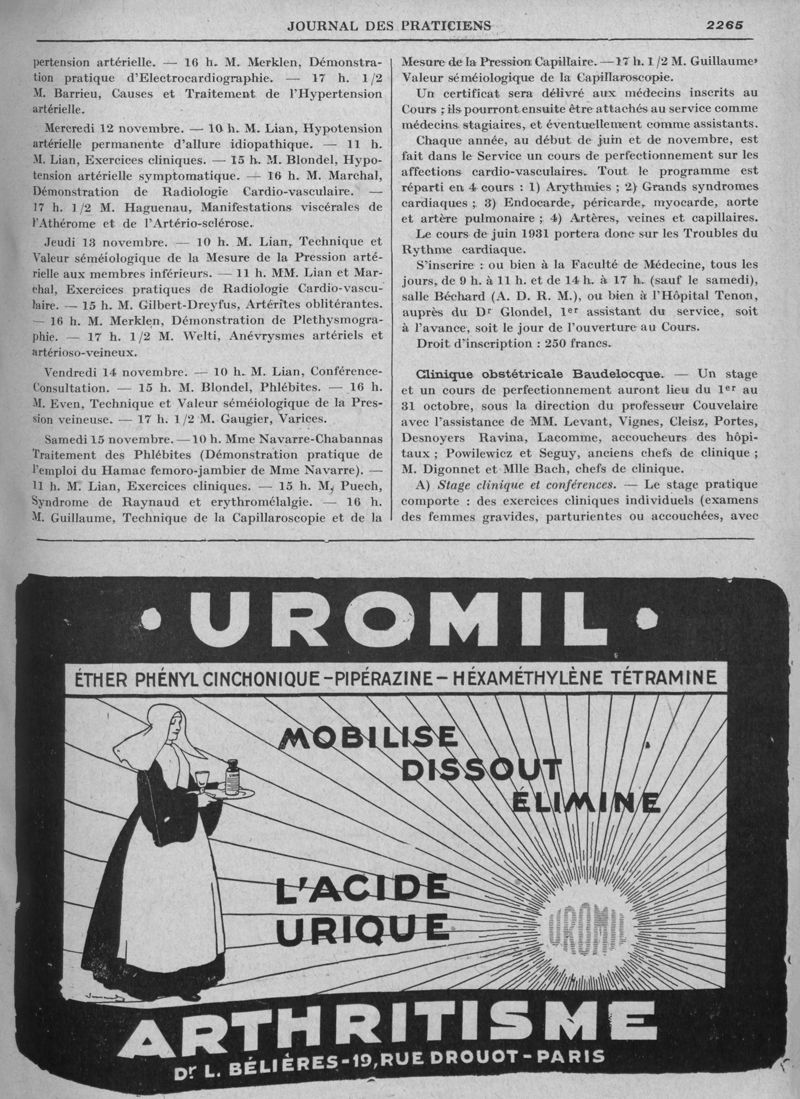 JOURNAL DES PRATICIENS 2265
pertension artérielle. — 16 h. M. Merklen, Démonstra-
tion pratique d'Electrocardiographie. — 17 h. 1/2
M. Barrieu, Causes et Traitement de l'Hypertension
artérielle.
Mercredi 12 novembre. — 10 h. M. Lian, Hypotension
artérielle permanente d'allure idiopathique. — 11 h.
M. Lian, Exercices cliniques. — 15 h. M. Blondel, Hypo-
tension artérielle symptomatique. — 16 h. M. Marchal,
Démonstration de Radiologie Cardio-vasculaire. —
17 h. 1/2 M. Haguenau, Manifestations viscérales de
l'Athérome et de l'Artério-sclérose.
Jeudi 13 novembre. — 10 h. M. Lian, Technique et
Valeur séméiologique de la Mesure de la Pression arté-
rielle aux membres inférieurs. — 11 h. MM. Lian et Mar-
chal, Exercices pratiques de Radiologie Cardio-vascu-
laire. — 15 h. M. Gilbert-Dreyfus, Artérites oblitérantes.
— 16 h. M. Merklen, Démonstration de Plethysmogra-
phie. — 17 h. 1/2 M. Welti, Anévrysmes artériels et
artérioso-veineux.
Vendredi 14 novembre. — 10 h. M. Lian, Conférence-
Consultation. — 15 h. M. Blondel, Phlébites. — 16 h.
M. Even, Technique et Valeur séméiologique de la Pres-
sion veineuse. — 17 h. 1/2 M. Gaugier, Varices.
Samedi 15 novembre. — 10 h. Mme Navarre-Chabannas
Traitement des Phlébites (Démonstration pratique de
l'emploi du Hamac femoro-jambier de Mme Navarre). —
11 h. M. Lian, Exercices cliniques. — 15 h. M. Puech,
Syndrome de Raynaud et erythromélalgie. — 16 h.
M. Guillaume, Technique de la Capillaroscopie et de la
Mesure de la Pression Capillaire. — 17 h. 1/2 M. Guillaume,
Valeur séméiologique de la Capillaroscopie.
Un certificat sera délivré aux médecins inscrits au
Cours ; ils pourront ensuite être attachés au service comme
médecins stagiaires, et éventuellement comme assistants.
Chaque année, au début de juin et de novembre, est
fait dans le Service un cours de perfectionnement sur les
affections cardio-vasculaires. Tout le programme est
réparti en 4 cours : 1) Arythmies ; 2) Grands syndromes
cardiaques ; 3) Endocarde, péricarde, myocarde, aorte
et artère pulmonaire ; 4) Artères, veines et capillaires.
Le cours de juin 1931 portera donc sur les Troubles du
Rythme cardiaque.
S'inscrire : ou bien à la Faculté de Médecine, tous les
jours, de 9 h. à 11 h. et de 14 h. à 17 h. (sauf le samedi),
salle Béchard (A. D. R. M.), ou bien à l'Hôpital Tenon,
auprès du Dr Glondel, 1er assistant du service, soit
à l'avance, soit le jour de l'ouverture au Cours.
Droit d'inscription : 250 francs.
Clinique obstétricale Baudelocque. — Un stage
et un cours de perfectionnement auront lieu du 1er au
31 octobre, sous la direction du professeur Couvelaire
avec l'assistance de MM. Levant, Vignes, Cleisz, Portes,
Desnoyers Ravina, Lacomme, accoucheurs des hôpi-
taux ; Powilewicz et Seguy, anciens chefs de clinique ;
M. Digonnet et Mlle Bach, chefs de clinique.
A) Stage clinique et conférences. — Le stage pratique
comporte : des exercices cliniques individuels (examens
des femmes gravides, parturientes ou accouchées, avec
• UROMIL •
ÉTHER PHÉNYL CINCHONIQUE – PIPÉRAZINE – HÉXAMÉTHYLÈNE TÉTRAMINE
MOBILISE
DISSOUT
ÉLIMINE
L'ACIDE
URIQUE
UROMIL
ARTHRITISME
Dr L. BÉLIÈRES - 19, RUE DROUOT - PARIS